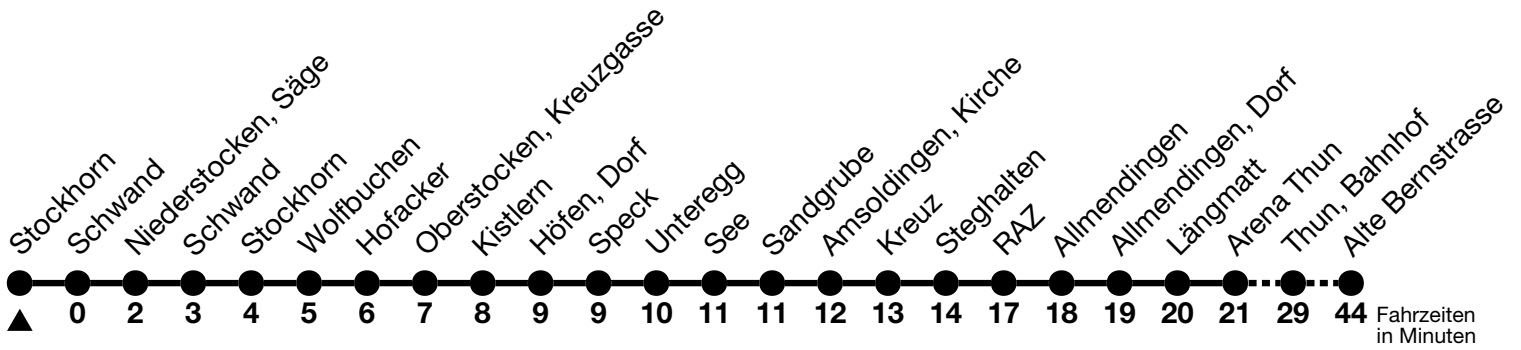 Stockhorn
Schwand
Niederstocken, Säge
Schwand
Stockhorn
Wolfbuchen
Hofacker
Oberstocken, Kreuzgasse
Kistlern
Höfen, Dorf
Speck
Unteregg
See
Sandgrube
Amsoldingen, Kirche
Kreuz
Steghalten
RAZ
Allmendingen
Allmendingen, Dorf
Längmatt
Arena Thun
Thun, Bahnhof
Alte Bernstrasse
0 2 3 4 5 6 7 8 9 9 10 11 11 12 13 14 17 18 19 20 21 29 44 Fahrzeiten
in Minuten